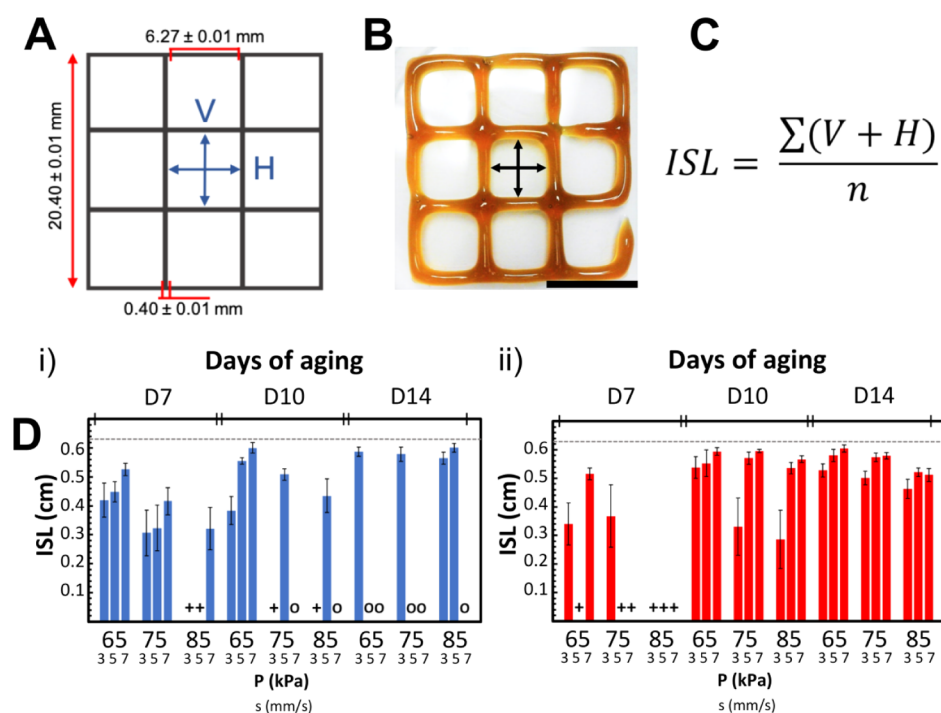 A
6.27 ± 0.01 mm
20.40 ± 0.01 mm
V
H
0.40 ± 0.01 mm
B
C
ISL = ∑(V + H) / n
D
i)
Days of aging
D7 D10 D14
ISL (cm)
0.6
0.5
0.4
0.3
0.2
0.1
++ + o + o oo oo o
65 75 85 65 75 85 65 75 85
3 5 7 3 5 7 3 5 7 3 5 7 3 5 7 3 5 7 3 5 7 3 5 7 3 5 7
P (kPa)
s (mm/s)
ii)
Days of aging
D7 D10 D14
ISL (cm)
0.6
0.5
0.4
0.3
0.2
0.1
+ ++ +++
65 75 85 65 75 85 65 75 85
3 5 7 3 5 7 3 5 7 3 5 7 3 5 7 3 5 7 3 5 7 3 5 7 3 5 7
P (kPa)
s (mm/s)